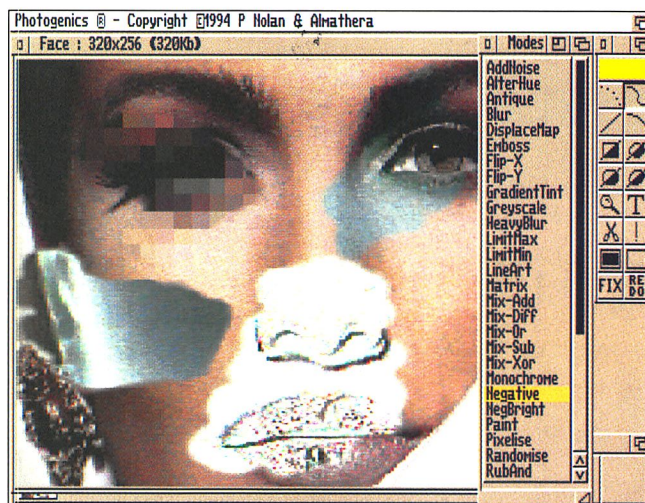 Photogenics ® - Copyright ©1994 P Nolan & Almathera
Face : 320x256 (320Kb)
Modes
AddNoise
AlterHue
Antique
Blur
DisplaceMap
Emboss
Flip-X
Flip-Y
GradientTint
Greyscale
HeavyBlur
LimitMax
LimitMin
LineArt
Matrix
Mix-Add
Mix-Diff
Mix-Or
Mix-Sub
Mix-Xor
Monochrome
Negative
NegBright
Paint
Pixelise
Randomise
RubAnd
T
FIX
RE
DO